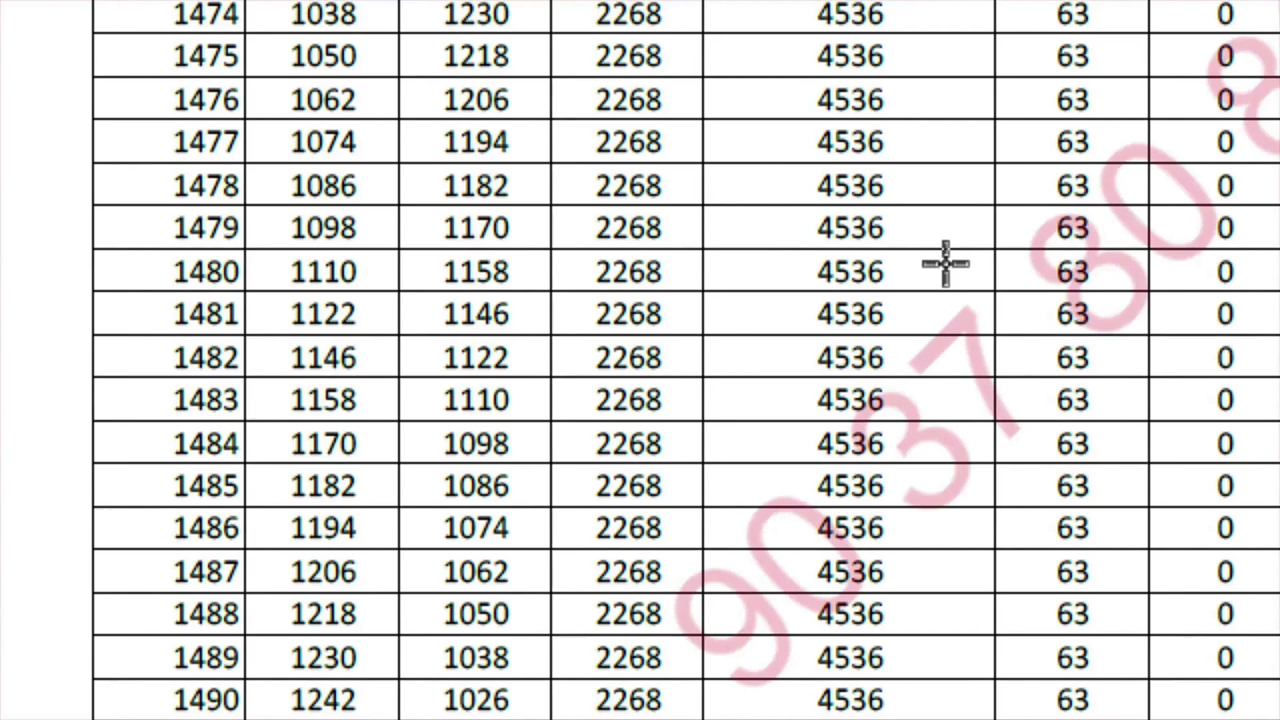 1474 1038 1230 2268 4536 63 0
1475 1050 1218 2268 4536 63 0
1476 1062 1206 2268 4536 63 0
1477 1074 1194 2268 4536 63 0
1478 1086 1182 2268 4536 63 0
1479 1098 1170 2268 4536 63 0
1480 1110 1158 2268 4536 63 0
1481 1122 1146 2268 4536 63 0
1482 1146 1122 2268 4536 63 0
1483 1158 1110 2268 4536 63 0
1484 1170 1098 2268 4536 63 0
1485 1182 1086 2268 4536 63 0
1486 1194 1074 2268 4536 63 0
1487 1206 1062 2268 4536 63 0
1488 1218 1050 2268 4536 63 0
1489 1230 1038 2268 4536 63 0
1490 1242 1026 2268 4536 63 0
90 37 80 8